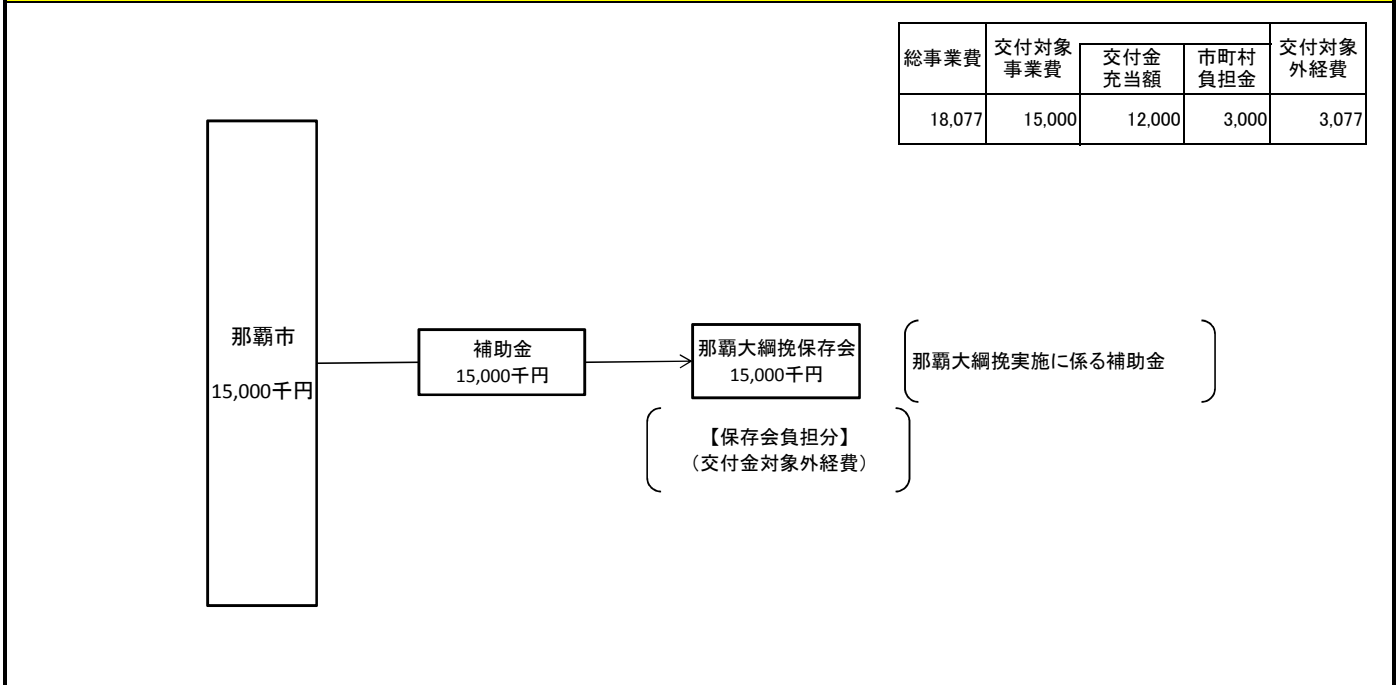 総事業費
交付対象
事業費
交付金
充当額
市町村
負担金
交付対象
外経費
18,077
15,000
12,000
3,000
3,077
那覇市
15,000千円
補助金
15,000千円
那覇大綱挽保存会
15,000千円
那覇大綱挽実施に係る補助金
【保存会負担分】
（交付金対象外経費）